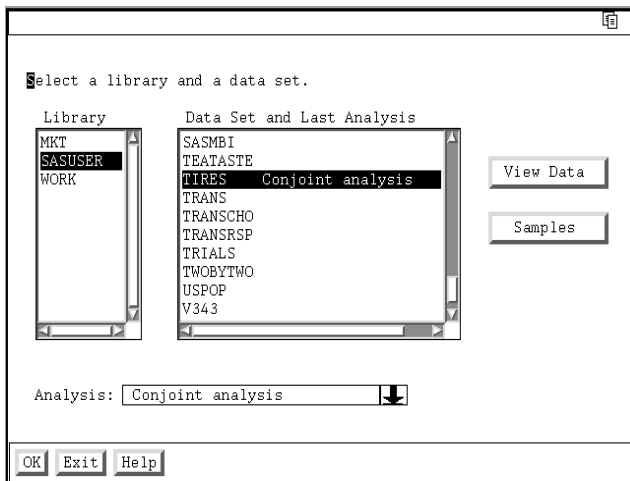 Select a library and a data set.
Library
MKT
SASUSER
WORK
Data Set and Last Analysis
SASMBI
TEATASTE
TIRES Conjoint analysis
TRANS
TRANSCHO
TRANSRSP
TRIALS
TWOBYTWO
USPOP
V343
View Data
Samples
Analysis: Conjoint analysis
OK Exit Help